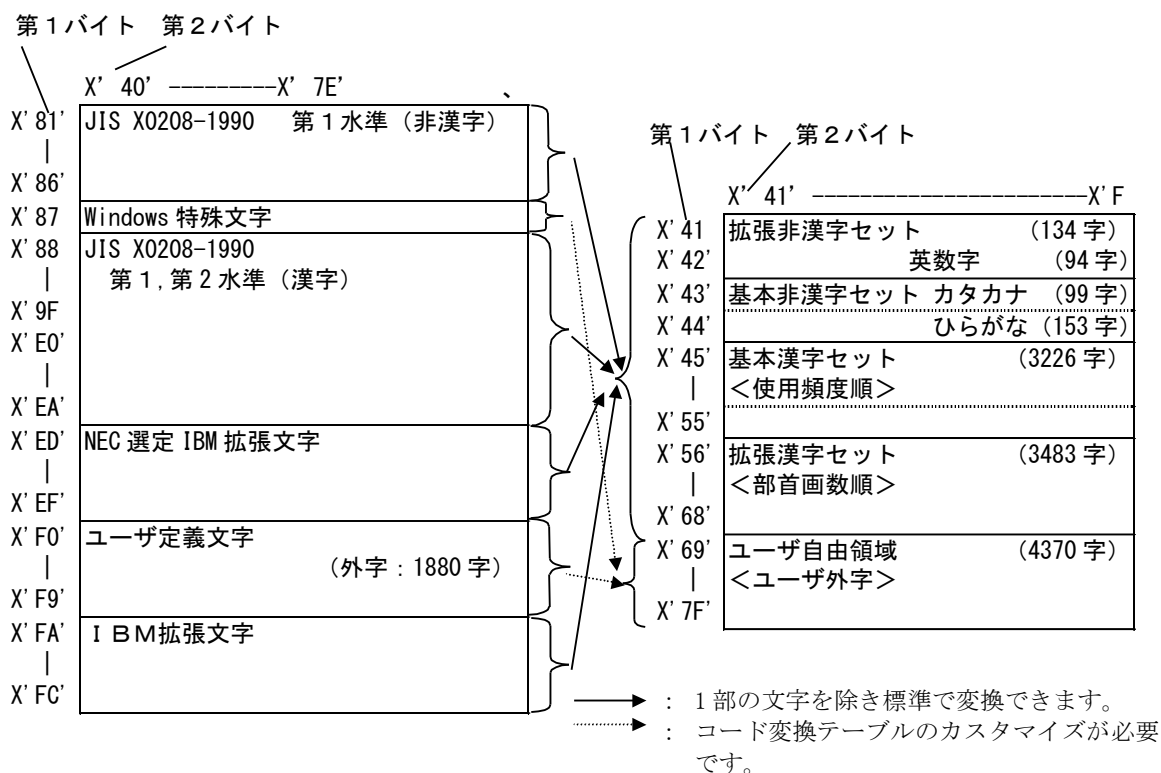 第１バイト　第２バイト
X’ 40’ ---------X’ 7E’ 、
X’81’ JIS X0208-1990　第１水準（非漢字）
|
X’86’
X’87 Windows 特殊文字
X’88 JIS X0208-1990
| 第１,第２水準（漢字）
X’9F
X’E0’
|
X’EA’
X’ED’ NEC 選定 IBM 拡張文字
|
X’EF’
X’F0’ ユーザ定義文字
| （外字：1880 字）
X’F9’
X’FA’ ＩＢＭ拡張文字
|
X’FC’
第１バイト　第２バイト
X’ 41’ -------------------------X’F
X’41 拡張非漢字セット （134 字）
X’42’ 英数字 （94 字）
X’43’ 基本非漢字セット カタカナ （99 字）
X’44’ ひらがな（153 字）
X’45’ 基本漢字セット （3226 字）
| ＜使用頻度順＞
X’55’
X’56’ 拡張漢字セット （3483 字）
| ＜部首画数順＞
X’68’
X’69’ ユーザ自由領域 （4370 字）
| ＜ユーザ外字＞
X’7F’
： 1 部の文字を除き標準で変換できます。
： コード変換テーブルのカスタマイズが必要
です。